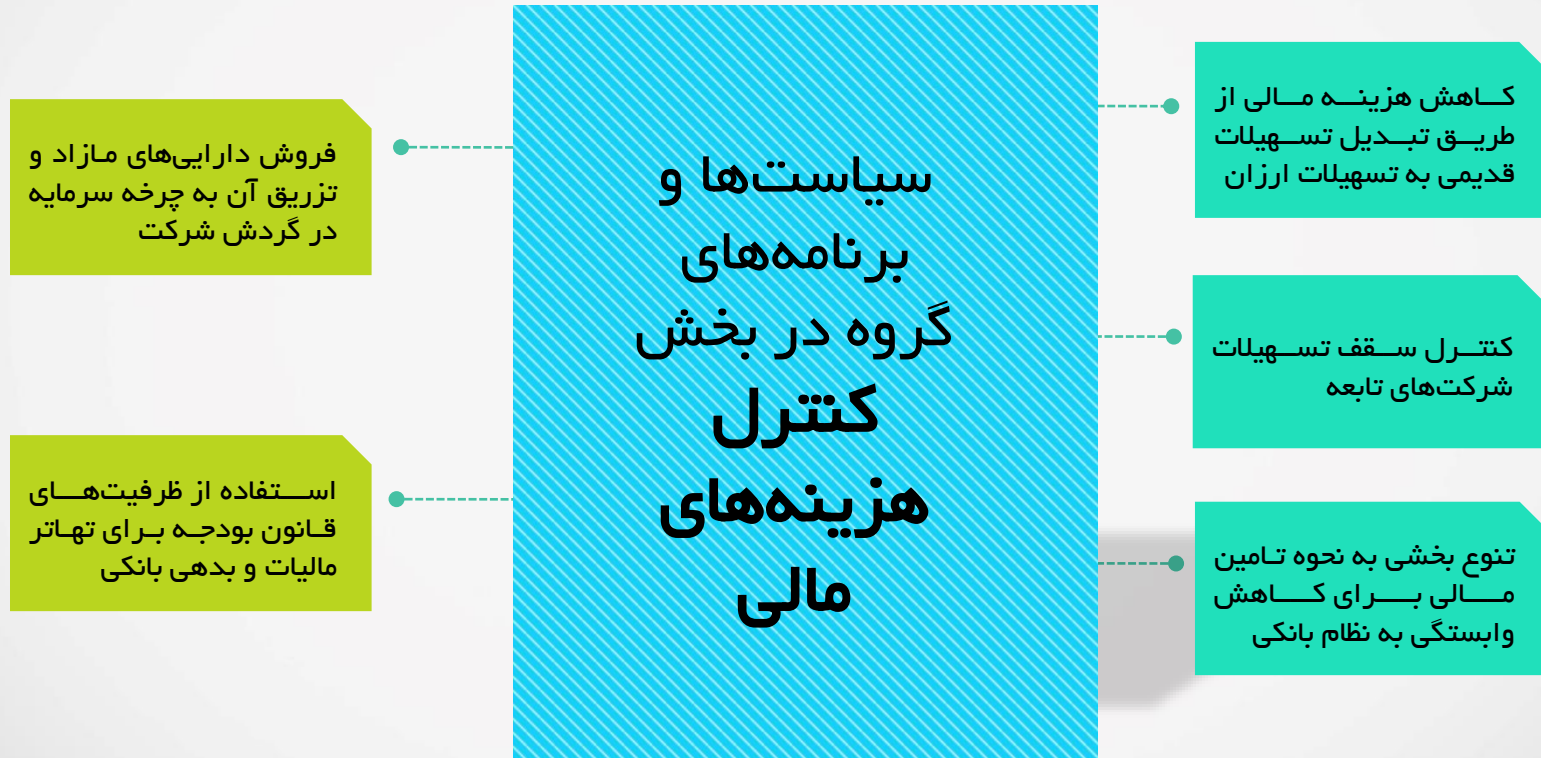 سیاست‌ها و
برنامه‌های
گروه در بخش
کنترل
هزینه‌های
مالی
کاهش هزینه مالی از
طریق تبدیل تسهیلات
قدیمی به تسهیلات ارزان
کنترل سقف تسهیلات
شرکت‌های تابعه
تنوع بخشی به نحوه تامین
مالی برای کاهش
وابستگی به نظام بانکی
فروش دارایی‌های مازاد و
تزریق آن به چرخه سرمایه
در گردش شرکت
استفاده از ظرفیت‌های
قانون بودجه برای تهاتر
مالیات و بدهی بانکی